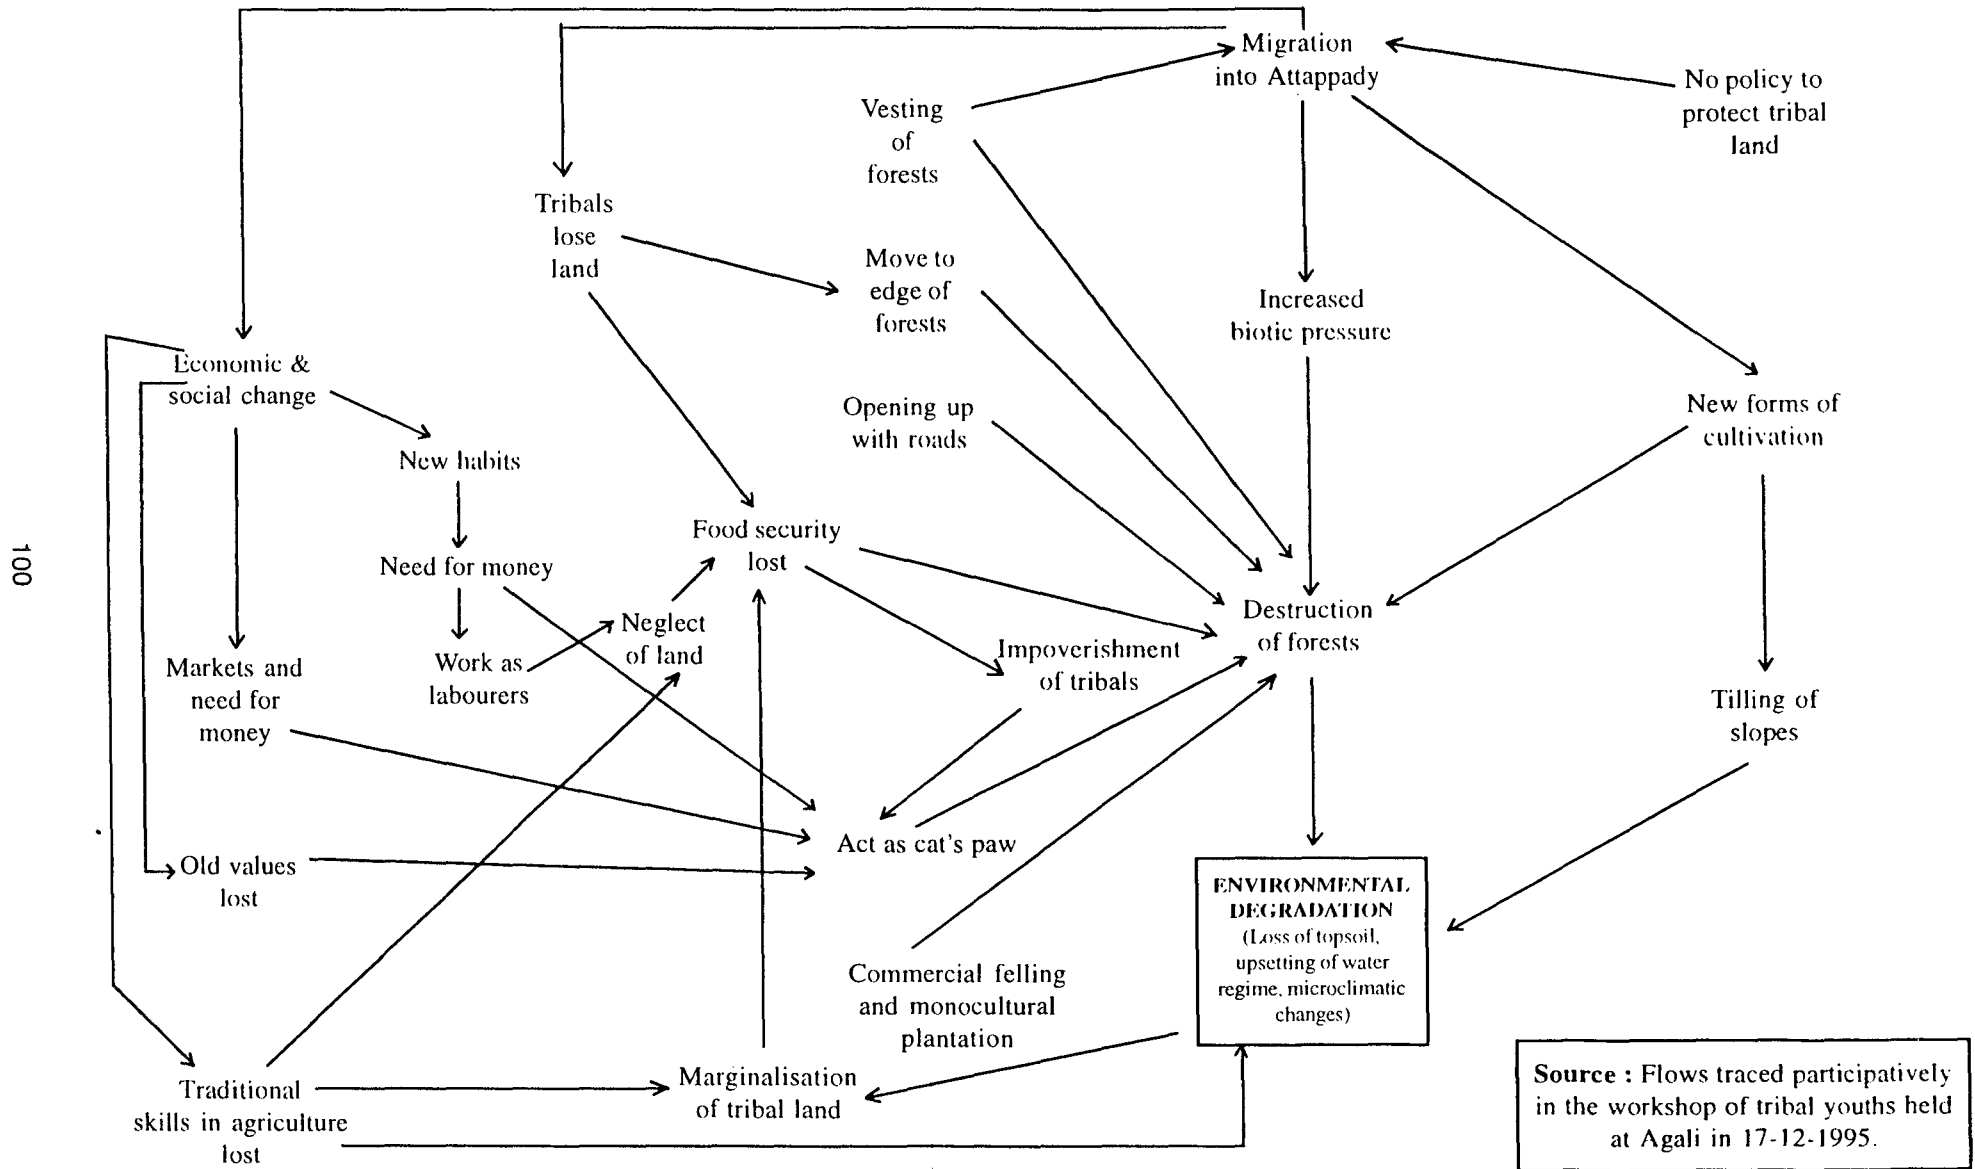 Migration
into Attappady
No policy to
protect tribal
land
Vesting
of
forests
Tribals
lose
land
Move to
edge of
forests
Increased
biotic pressure
Economic &
social change
Opening up
with roads
New forms of
cultivation
New habits
Food security
lost
Need for money
100
Neglect
of land
Destruction
of forests
Work as
labourers
Impoverishment
of tribals
Markets and
need for
money
Tilling of
slopes
Act as cat's paw
Old values
lost
ENVIRONMENTAL
DEGRADATION
(Loss of topsoil,
upsetting of water
regime, microclimatic
changes)
Commercial felling
and monocultural
plantation
Traditional
skills in agriculture
lost
Marginalisation
of tribal land
Source : Flows traced participatively
in the workshop of tribal youths held
at Agali in 17-12-1995.